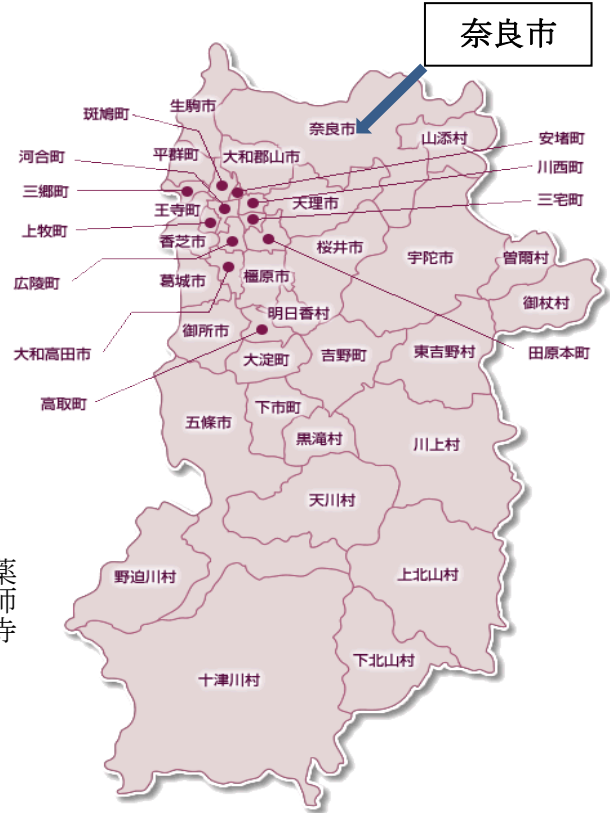 奈良市
生駒市
斑鳩町
奈良市
山添村
安堵町
河合町
平群町
大和郡山市
川西町
三郷町
王寺町
天理市
三宅町
上牧町
香芝市
桜井市
宇陀市
曽爾村
広陵町
葛城市
橿原市
御杖村
明日香村
御所市
大和高田市
大淀町
吉野町
東吉野村
田原本町
高取町
五條市
下市町
黒滝村
川上村
天川村
薬師寺
野迫川村
上北山村
下北山村
十津川村